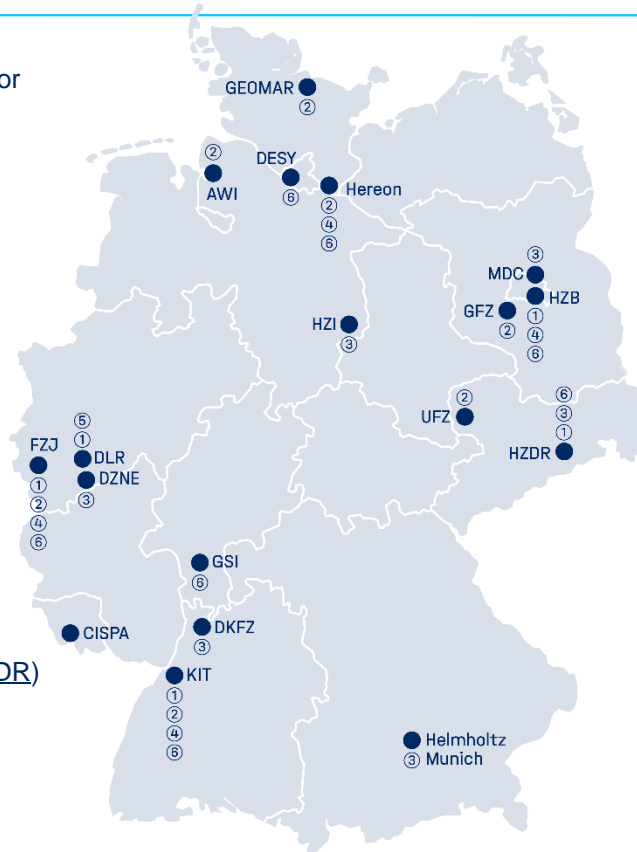 or
GEOMAR
②
②
AWI
DESY
⑥
Hereon
②
④
⑥
③
MDC
HZB
①
④
⑥
GFZ
②
HZI
③
②
UFZ
⑥
③
①
HZDR
⑤
①
DLR
FZJ
①
②
④
⑥
DZNE
③
GSI
⑥
CISPA
DKFZ
③
DR)
KIT
①
②
④
⑥
Helmholtz
③ Munich